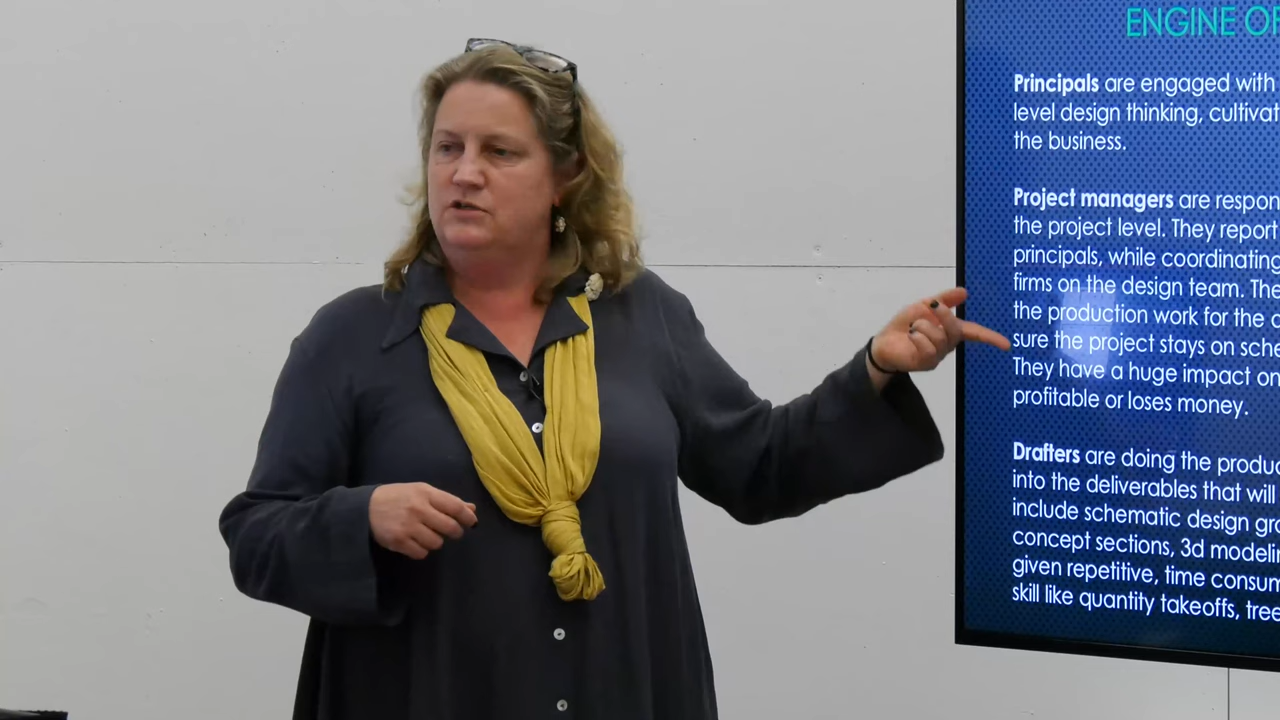 ENGINE OF
Principals are engaged with
level design thinking, cultivat
the business.
Project managers are respon
the project level. They report
principals, while coordinating
firms on the design team. The
the production work for the
sure the project stays on sche
They have a huge impact on
profitable or loses money.
Drafters are doing the produc
into the deliverables that will
include schematic design gra
concept sections, 3d modelin
given repetitive, time consum
skill like quantity takeoffs, tree